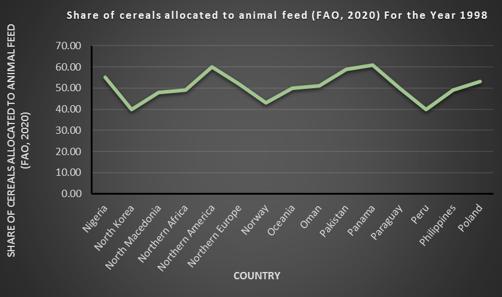 Share of cereals allocated to animal feed (FAO, 2020) For the Year 1998
SHARE OF CEREALS ALLOCATED TO ANIMAL FEED
(FAO, 2020)
70.00
60.00
50.00
40.00
30.00
20.00
10.00
0.00
Nigeria
North Korea
North Macedonia
Northern Africa
Northern America
Northern Europe
Norway
Oceania
Oman
Pakistan
Panama
Paraguay
Peru
Philippines
Poland
COUNTRY